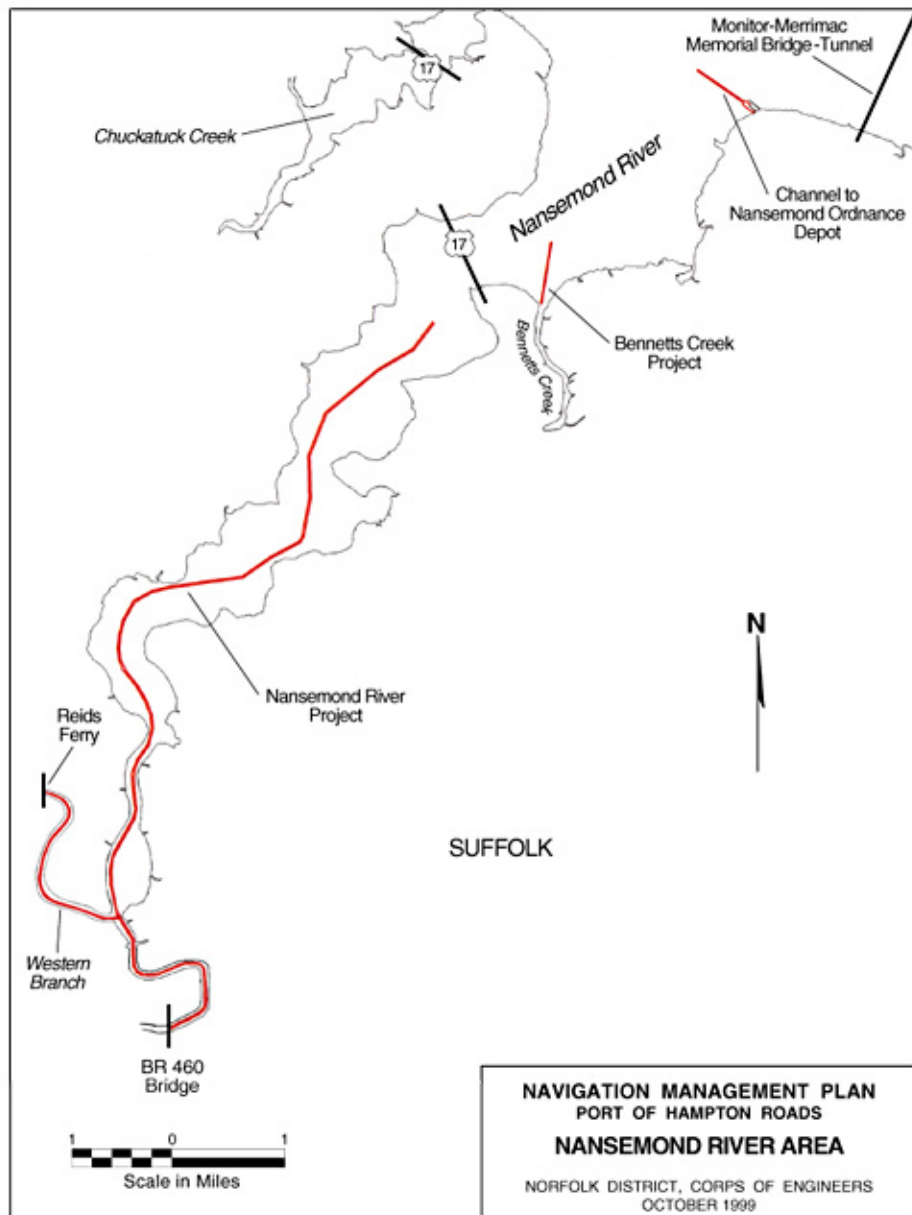 Monitor-Merrimac
Memorial Bridge-Tunnel
17
Chuckatuck Creek
Nansemond River
Channel to
Nansemond Ordnance
Depot
17
Bennetts Creek
Bennetts Creek
Project
Nansemond River
Project
Reids
Ferry
N
SUFFOLK
Western
Branch
BR 460
Bridge
1 0 1
Scale in Miles
NAVIGATION MANAGEMENT PLAN
PORT OF HAMPTON ROADS
NANSEMOND RIVER AREA
NORFOLK DISTRICT, CORPS OF ENGINEERS
OCTOBER 1999